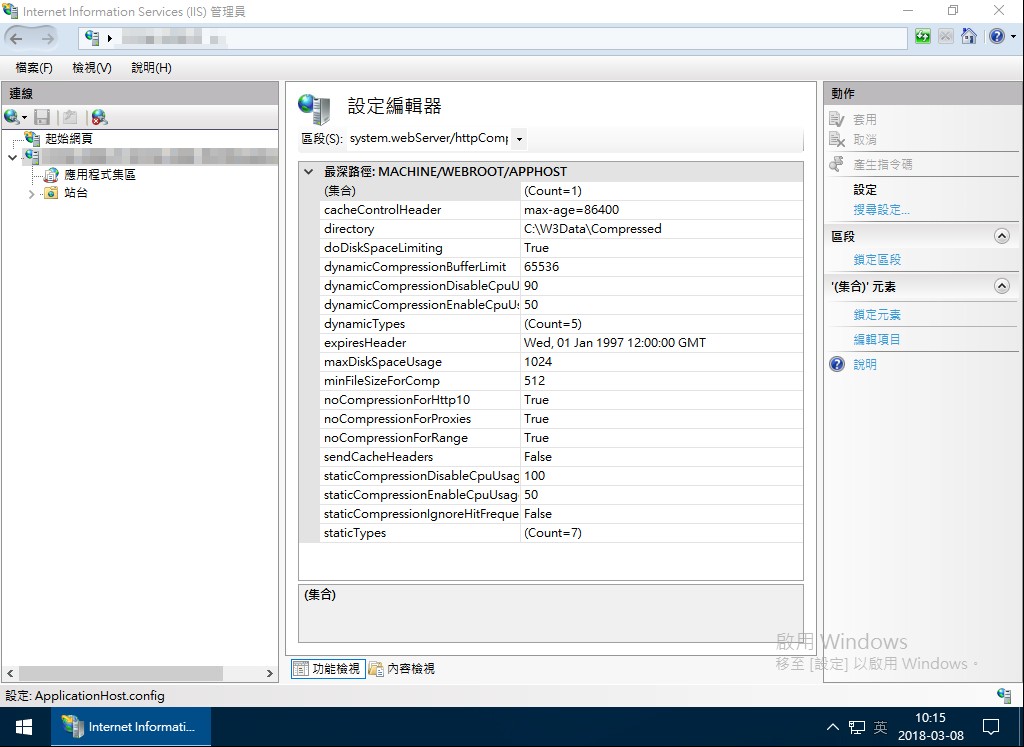 Internet Information Services (IIS) 管理員
檔案(F) 檢視(V) 說明(H)
連線
起始網頁
應用程式集區
站台
設定編輯器
區段(S): system.webServer/httpComp
最深路徑: MACHINE/WEBROOT/APPHOST
(集合) (Count=1)
cacheControlHeader max-age=86400
directory C:\W3Data\Compressed
doDiskSpaceLimiting True
dynamicCompressionBufferLimit 65536
dynamicCompressionDisableCpuU 90
dynamicCompressionEnableCpuUs 50
dynamicTypes (Count=5)
expiresHeader Wed, 01 Jan 1997 12:00:00 GMT
maxDiskSpaceUsage 1024
minFileSizeForComp 512
noCompressionForHttp10 True
noCompressionForProxies True
noCompressionForRange True
sendCacheHeaders False
staticCompressionDisableCpuUsag 100
staticCompressionEnableCpuUsag 50
staticCompressionIgnoreHitFreque False
staticTypes (Count=7)
(集合)
功能檢視 內容檢視
動作
套用
取消
產生指令碼
設定
搜尋設定...
區段
鎖定區段
'(集合)' 元素
鎖定元素
編輯項目
說明
啟用 Windows
移至 [設定] 以啟用 Windows。
設定: ApplicationHost.config
Internet Informati...
英
10:15
2018-03-08